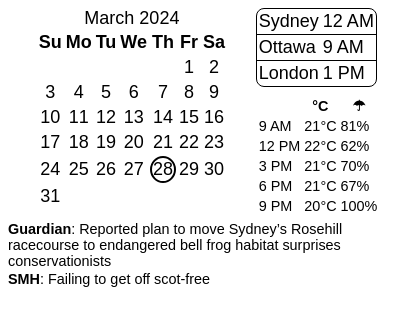 March 2024
Su Mo Tu We Th Fr Sa
1 2
3 4 5 6 7 8 9
10 11 12 13 14 15 16
17 18 19 20 21 22 23
24 25 26 27 28 29 30
31
Sydney 12 AM
Ottawa 9 AM
London 1 PM
°C ☂
9 AM 21°C 81%
12 PM 22°C 62%
3 PM 21°C 70%
6 PM 21°C 67%
9 PM 20°C 100%
Guardian: Reported plan to move Sydney's Rosehill
racecourse to endangered bell frog habitat surprises
conservationists
SMH: Failing to get off scot-free